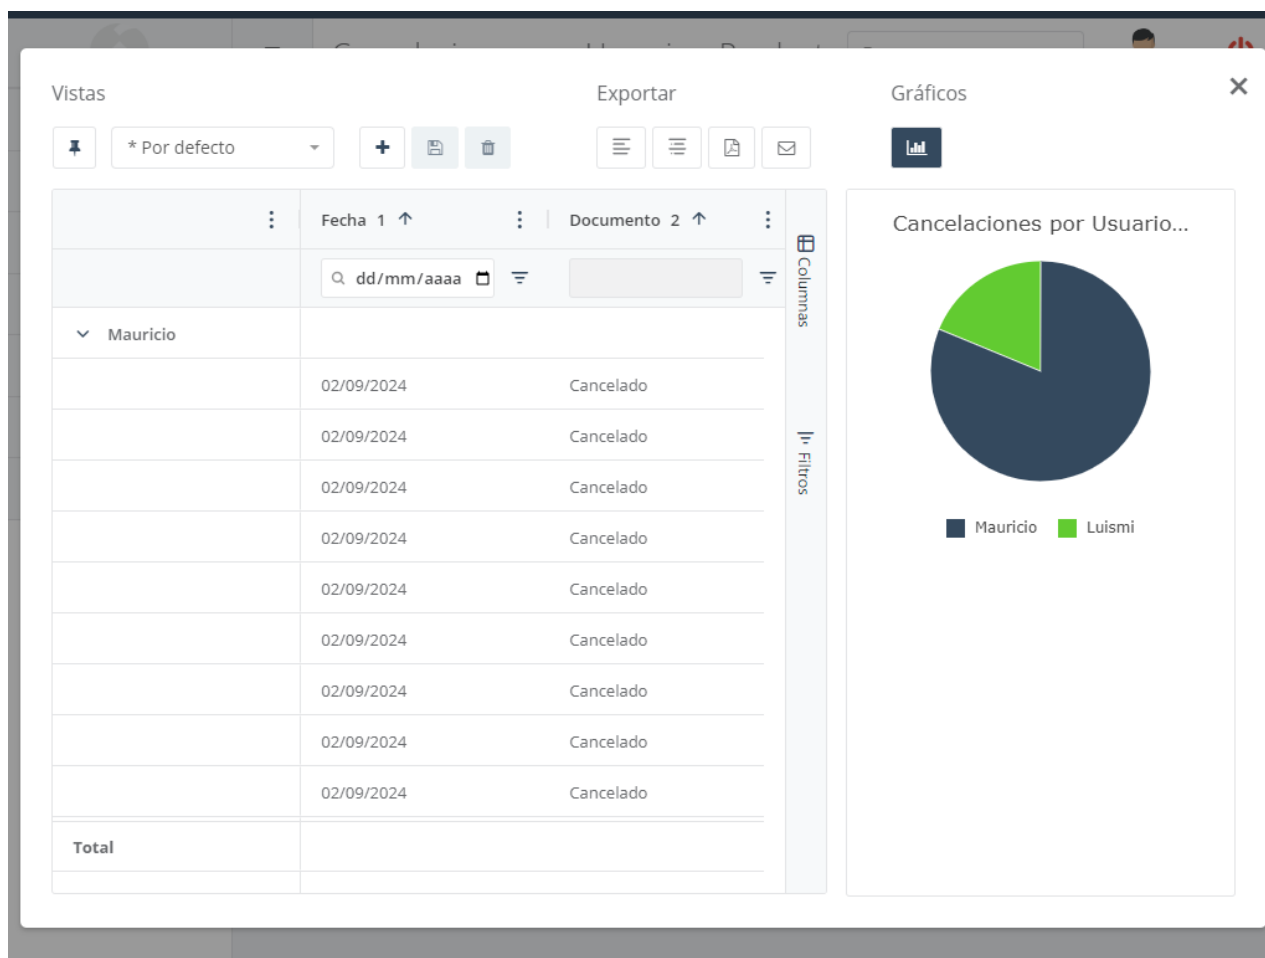 Vistas
Exportar
Gráficos
* Por defecto
Fecha 1
Documento 2
dd/mm/aaaa
Columnas
Filtros
Mauricio
02/09/2024 Cancelado
02/09/2024 Cancelado
02/09/2024 Cancelado
02/09/2024 Cancelado
02/09/2024 Cancelado
02/09/2024 Cancelado
02/09/2024 Cancelado
02/09/2024 Cancelado
02/09/2024 Cancelado
Total
Cancelaciones por Usuario...
Mauricio Luismi